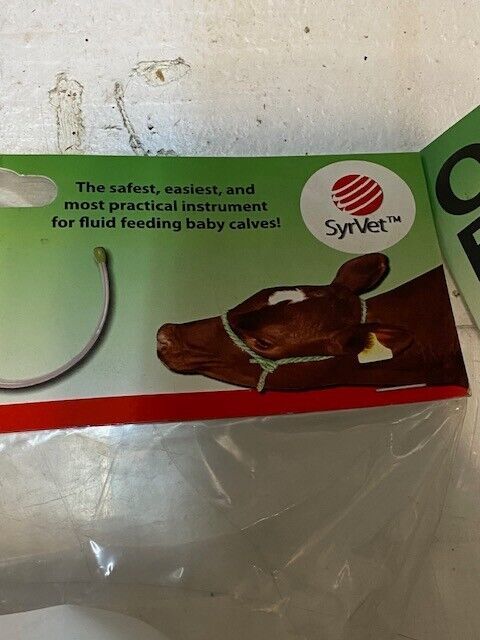 The safest, easiest, and
most practical instrument
for fluid feeding baby calves!
SyrVet™